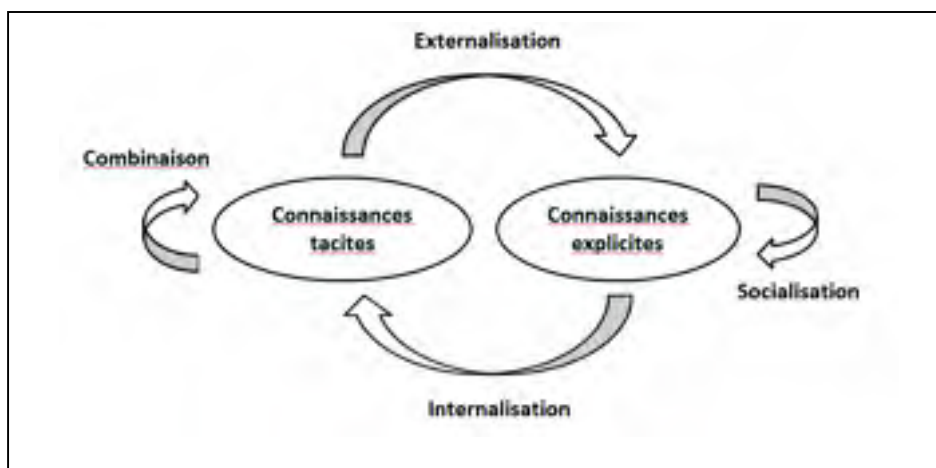 Externalisation
Combinaison
Connaissances
tacites
Connaissances
explicites
Socialisation
Internalisation